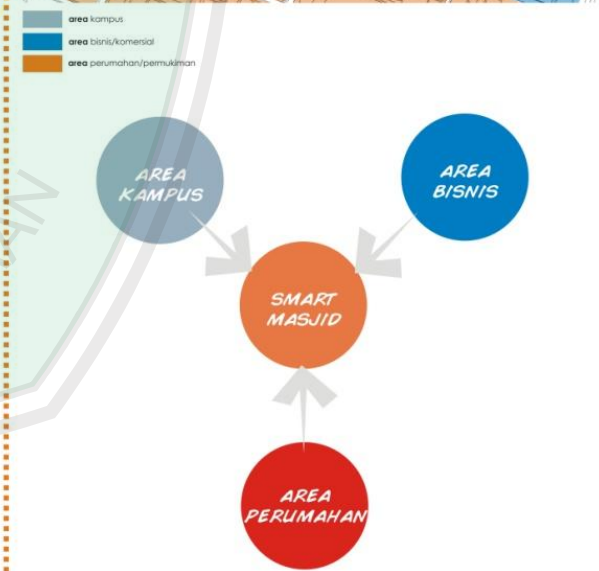 area kampus
area bisnis/komersial
area perumahan/permukiman
AREA
KAMPUS
AREA
BISNIS
SMART
MASJID
AREA
PERUMAHAN